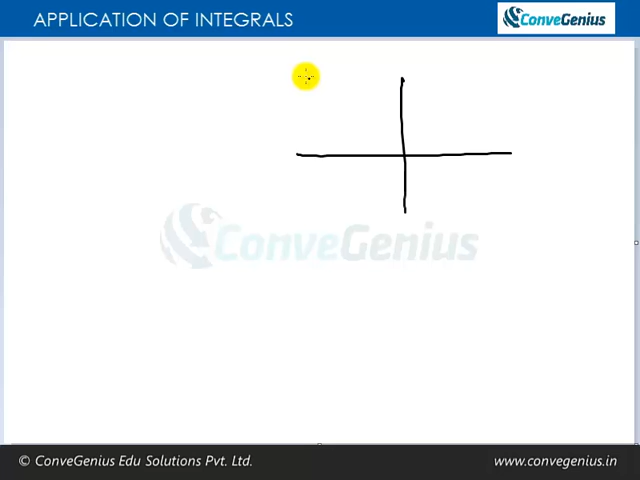 APPLICATION OF INTEGRALS
ConveGenius
ConveGenius
© ConveGenius Edu Solutions Pvt. Ltd.
www.convegenius.in